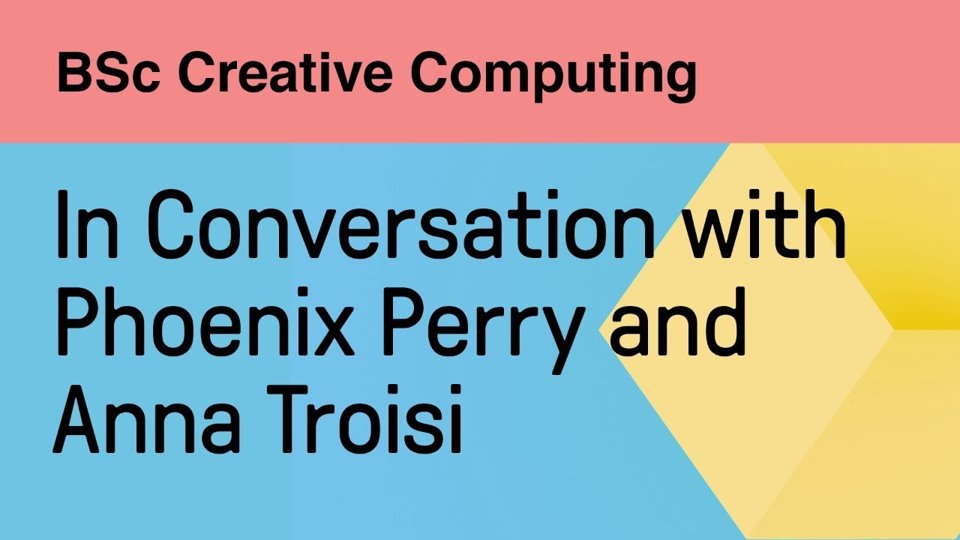 BSc Creative Computing
In Conversation with
Phoenix Perry and
Anna Troisi